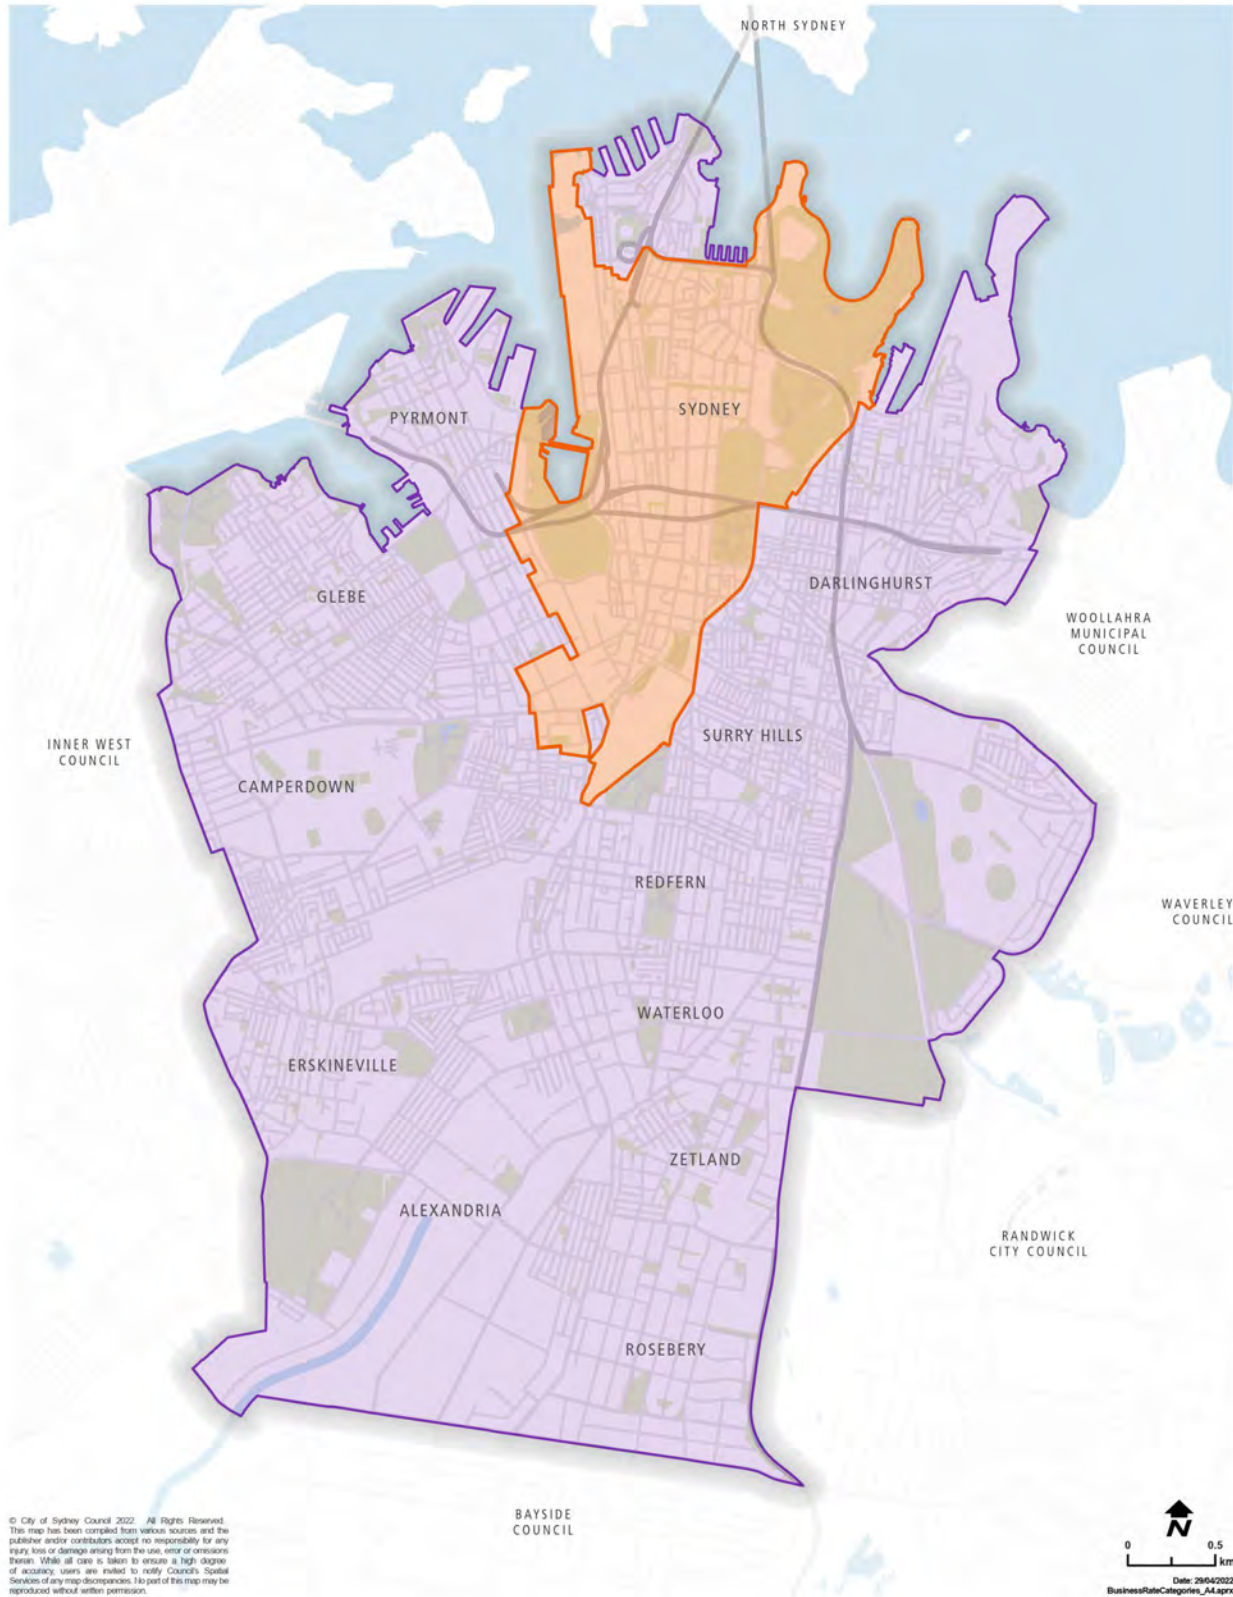 NORTH SYDNEY
PYRMONT
SYDNEY
GLEBE
DARLINGHURST
WOOLLAHRA
MUNICIPAL
COUNCIL
SURRY HILLS
INNER WEST
COUNCIL
CAMPERDOWN
REDFERN
WAVERLEY
COUNCIL
WATERLOO
ERSKINEVILLE
ZETLAND
ALEXANDRIA
RANDWICK
CITY COUNCIL
ROSEBERY
BAYSIDE
COUNCIL
© City of Sydney Council 2022. All Rights Reserved.
This map has been compiled from various sources and the
publisher and/or contributors accept no responsibility for any
injury, loss or damage arising from the use, error or omissions
therein. While all care is taken to ensure a high degree
of accuracy, users are invited to notify Council's Spatial
Services of any map discrepancies. No part of this map may be
reproduced without written permission.
N
0 0.5
km
Date: 29/04/2022
BusinessRateCategories_A4.aprx